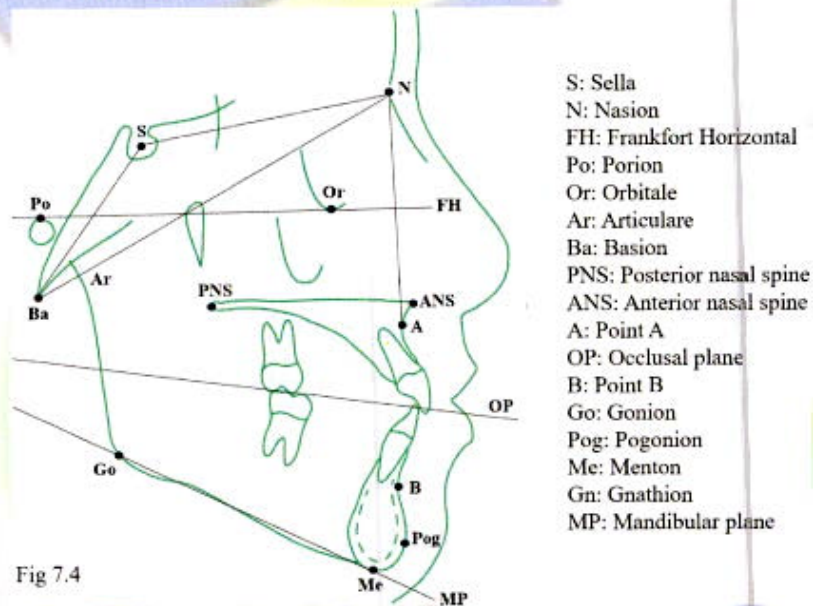 N
S
Po
Or
FH
Ar
Ba
PNS
ANS
A
OP
Go
B
Pog
Me
MP
Fig 7.4
S: Sella
N: Nasion
FH: Frankfort Horizontal
Po: Porion
Or: Orbitale
Ar: Articulare
Ba: Basion
PNS: Posterior nasal spine
ANS: Anterior nasal spine
A: Point A
OP: Occlusal plane
B: Point B
Go: Gonion
Pog: Pogonion
Me: Menton
Gn: Gnathion
MP: Mandibular plane